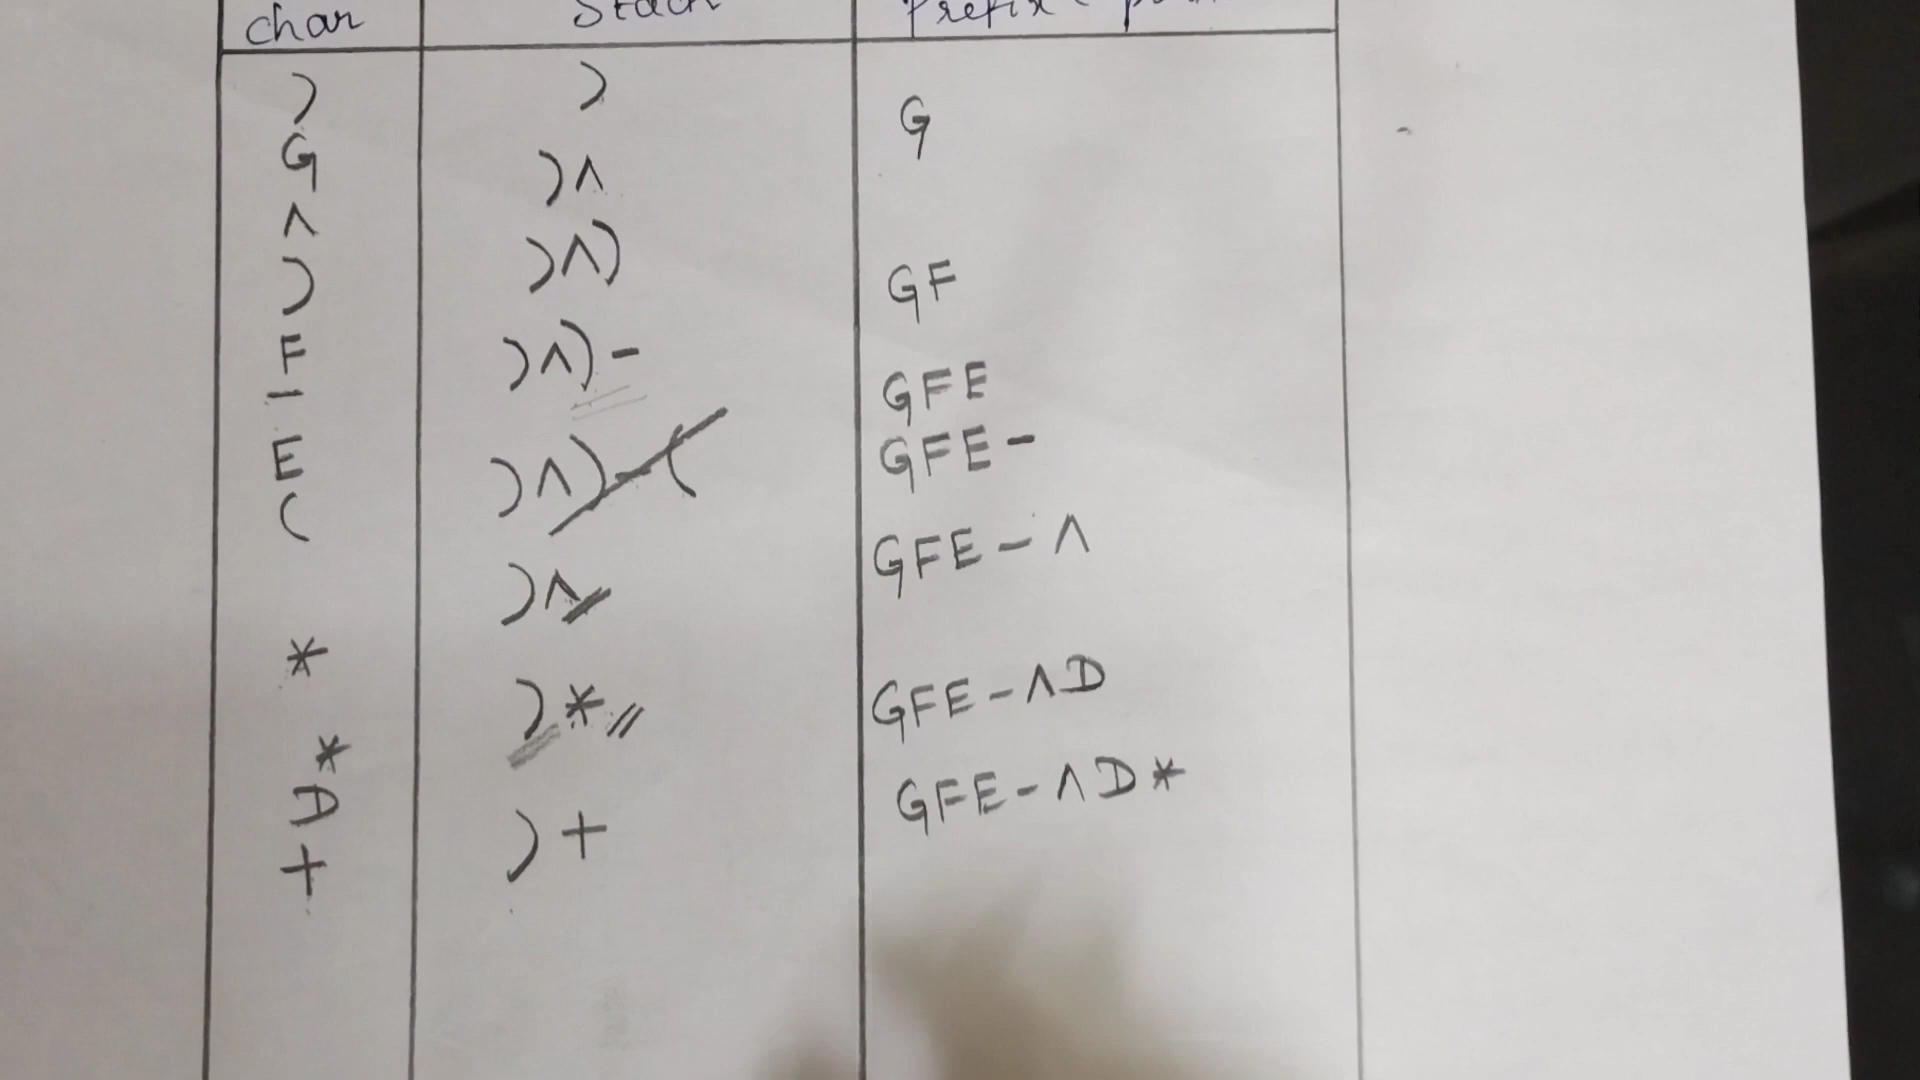 char Stack Prefix
) )
G G
) ^
^
) ) ^ )
GF
F ) ^ ) -
-
GFE
E ) ^ ) - ( GFE -
(
) ^ GFE - ^
*
) * GFE - ^ D
*
D GFE - ^ D *
+ ) +